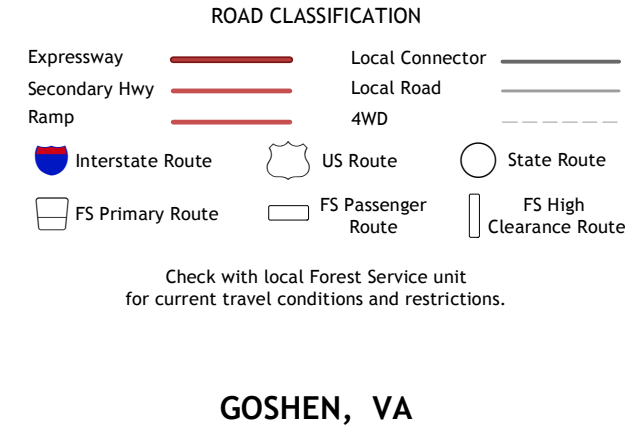 ROAD CLASSIFICATION
Expressway
Local Connector
Secondary Hwy
Local Road
Ramp
4WD
Interstate Route
US Route
State Route
FS Primary Route
FS Passenger
Route
FS High
Clearance Route
Check with local Forest Service unit
for current travel conditions and restrictions.
GOSHEN, VA